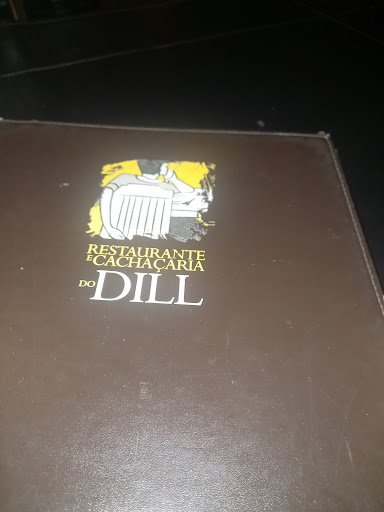 RESTAURANTE
E CACHAÇARIA
DO DILL